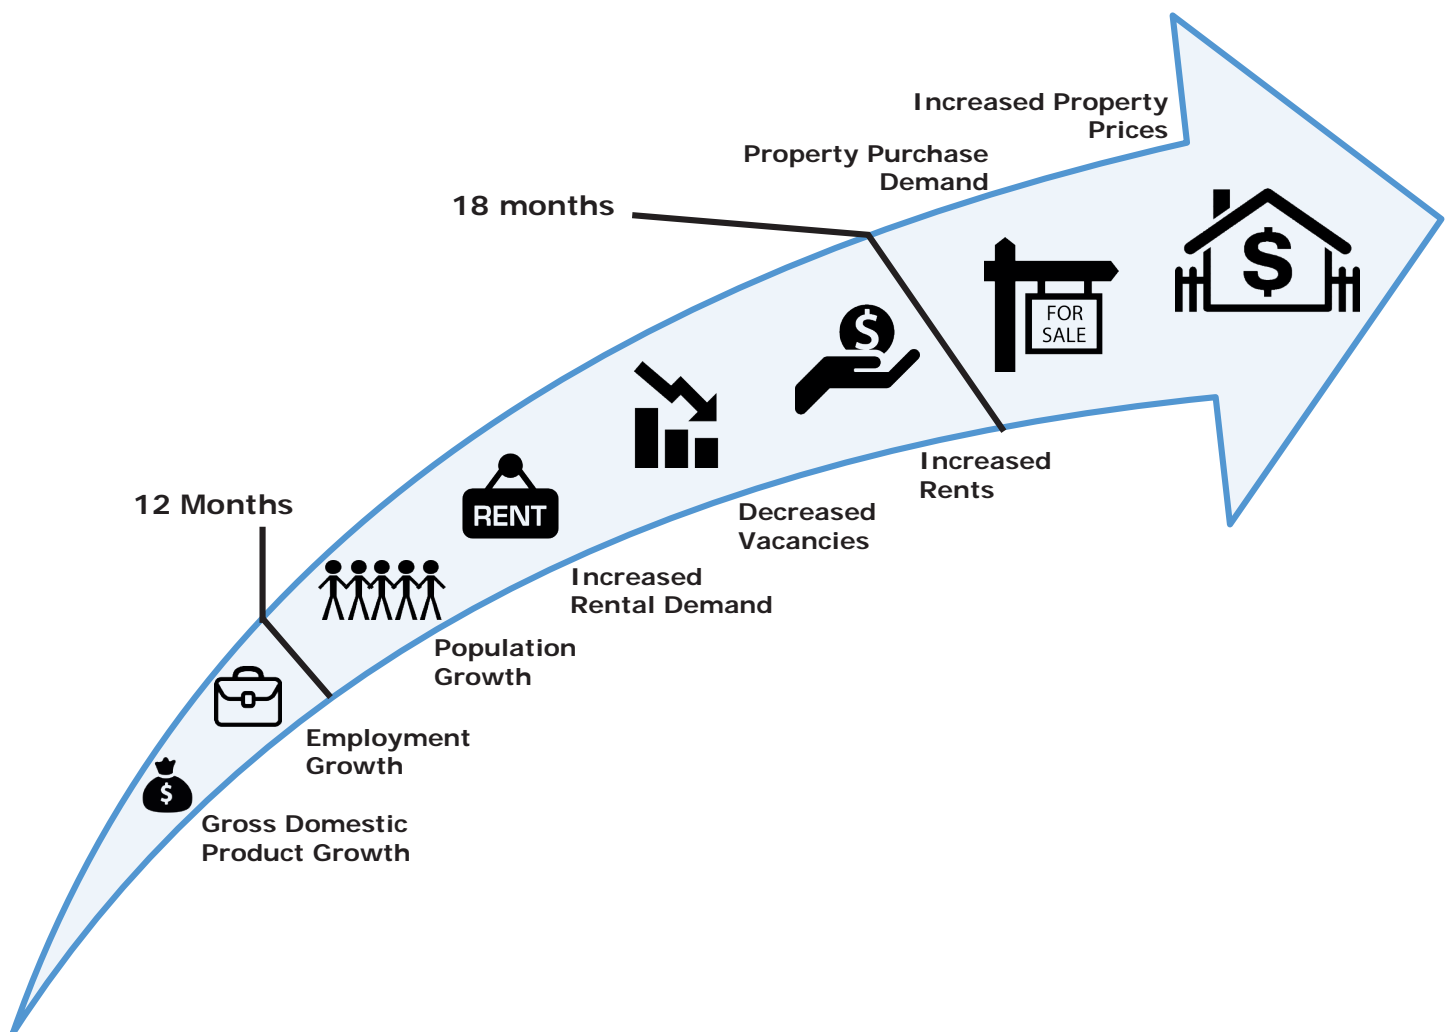 Increased Property
Prices
Property Purchase
Demand
18 months
$
FOR
SALE
$
Increased
Rents
12 Months
RENT
Decreased
Vacancies
Increased
Rental Demand
Population
Growth
Employment
Growth
$
Gross Domestic
Product Growth